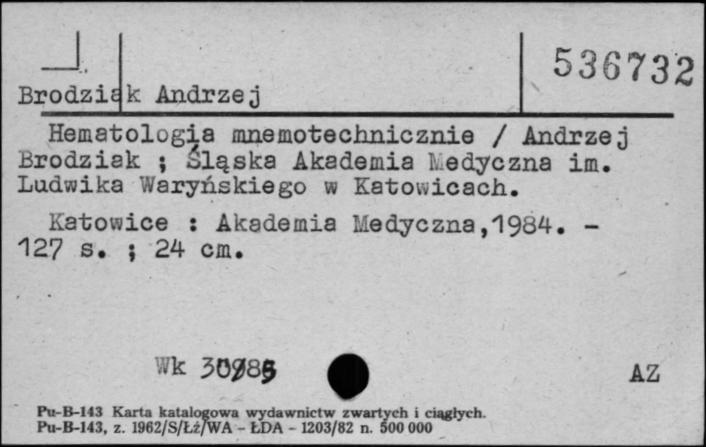 536732
Brodziak Andrzej
Hematologia mnemotechnicznie / Andrzej
Brodziak ; Śląska Akademia Medyczna im.
Ludwika Waryńskiego w Katowicach.
Katowice : Akademia Medyczna,1984. -
127 s. ; 24 cm.
Wk
AZ
Pu-B-143 Karta katalogowa wydawnictw zwartych i ciągłych.
Pu-B-143, z. 1962/S/Łż/WA - ŁDA - 1203/82 n. 500 000